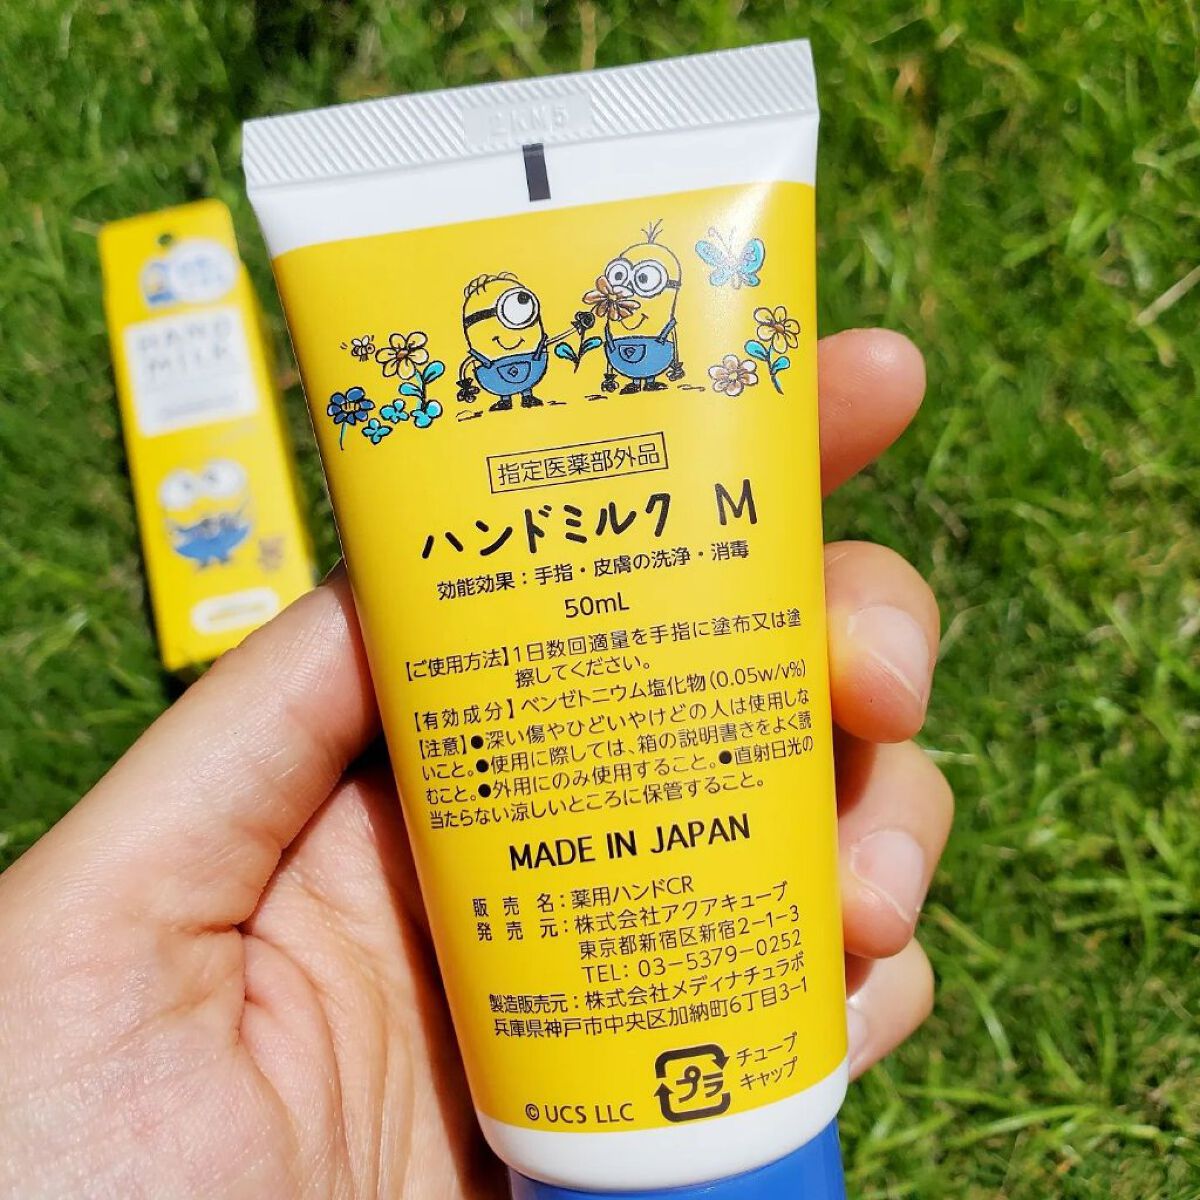 2KN5
HAND
MILK
指定医薬部外品
ハンドミルク M
効能効果：手指・皮膚の洗浄・消毒
50mL
【ご使用方法】1日数回適量を手指に塗布又は塗
擦してください。
【有効成分】ベンゼトニウム塩化物(0.05w/v%)
【注意】●深い傷やひどいやけどの人は使用しな
いこと。●使用に際しては、箱の説明書きをよく読
むこと。●外用にのみ使用すること。●直射日光の
当たらない涼しいところに保管すること。
MADE IN JAPAN
販売名：薬用ハンドCR
発売元：株式会社アクアキューブ
東京都新宿区新宿2-1-3
TEL：03-5379-0252
製造販売元：株式会社メディナチュラボ
兵庫県神戸市中央区加納町6丁目3-1
プラ
チューブ
キャップ
©UCS LLC